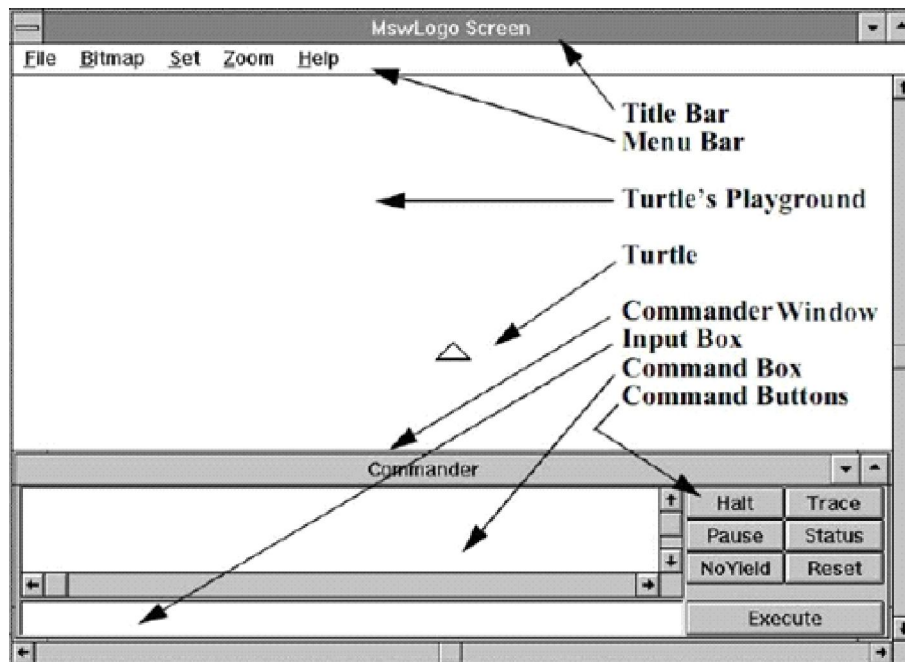 MswLogo Screen
File Bitmap Set Zoom Help
Title Bar
Menu Bar
Turtle's Playground
Turtle
Commander Window
Input Box
Command Box
Command Buttons
Commander
Halt Trace
Pause Status
NoYield Reset
Execute